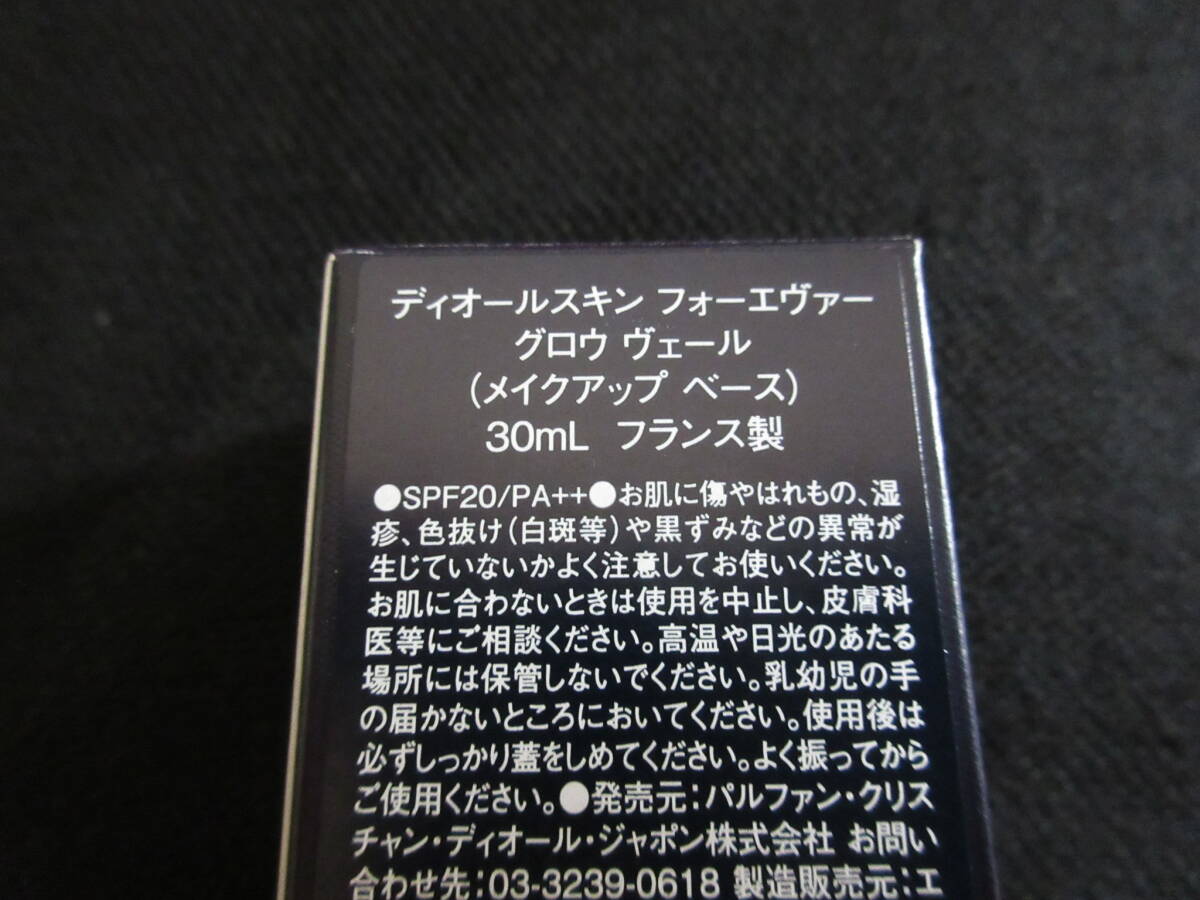 ディオールスキン フォーエヴァー
グロウ ヴェール
(メイクアップ ベース)
30mL フランス製
●SPF20/PA++●お肌に傷やはれもの、湿
疹、色抜け(白斑等)や黒ずみなどの異常が
生じていないかよく注意してお使いください。
お肌に合わないときは使用を中止し、皮膚科
医等にご相談ください。高温や日光のあたる
場所には保管しないでください。乳幼児の手
の届かないところにおいてください。使用後は
必ずしっかり蓋をしめてください。よく振ってから
ご使用ください。●発売元:パルファン・クリス
チャン・ディオール・ジャポン株式会社 お問い
合わせ先:03-3239-0618 製造販売元:エ